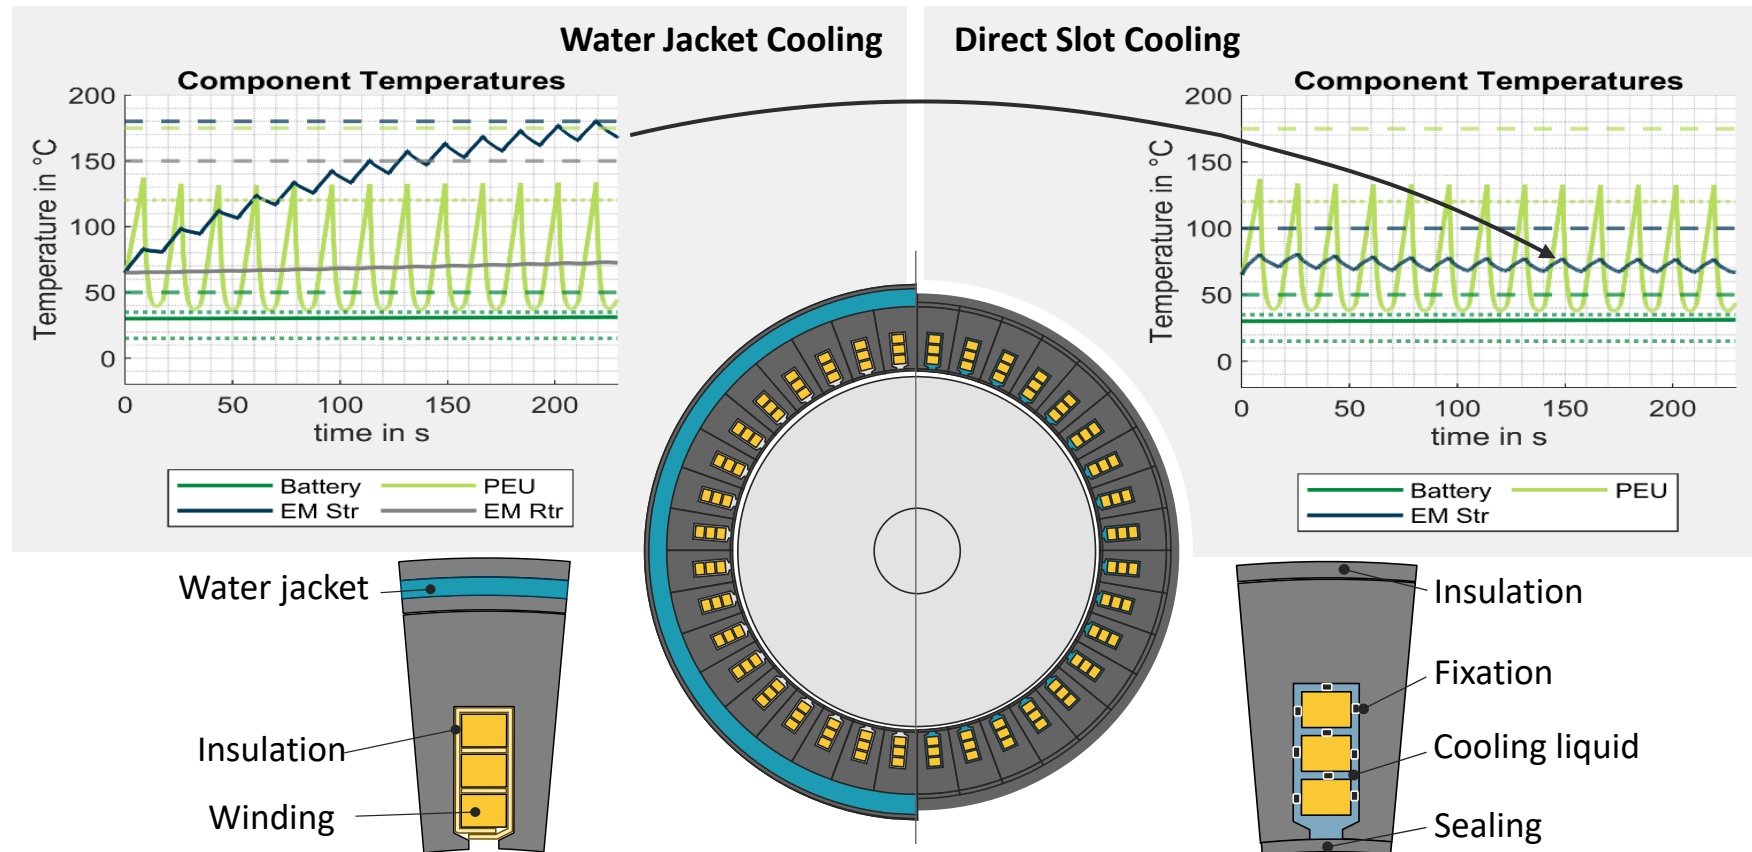 Water Jacket Cooling
Direct Slot Cooling
Component Temperatures
200
150
100
50
0
Temperature in °C
0 50 100 150 200
time in s
Battery PEU
EM Str EM Rtr
Component Temperatures
200
150
100
50
0
Temperature in °C
0 50 100 150 200
time in s
Battery PEU
EM Str
Water jacket
Insulation
Winding
Insulation
Fixation
Cooling liquid
Sealing